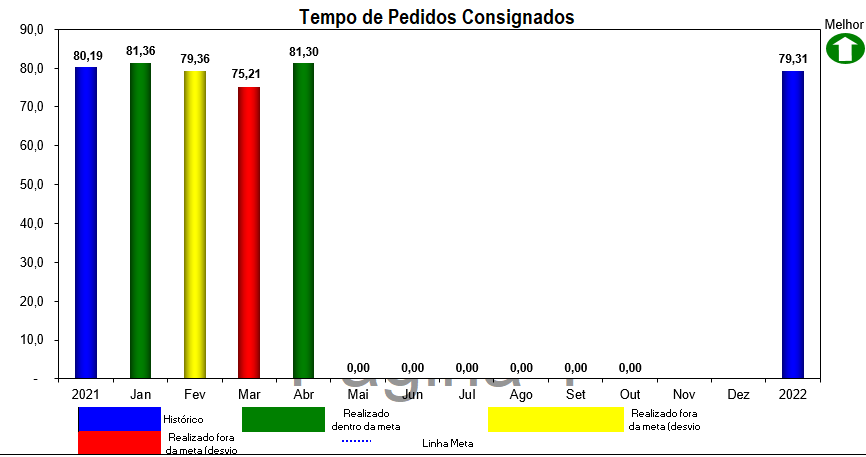 Tempo de Pedidos Consignados
Melhor
90,0
80,0
70,0
60,0
50,0
40,0
30,0
20,0
10,0
-
80,19
81,36
79,36
75,21
81,30
0,00
0,00
0,00
0,00
0,00
0,00
79,31
2021
Jan
Fev
Mar
Abr
Mai
Jun
Jul
Ago
Set
Out
Nov
Dez
2022
Histórico
Realizado
dentro da meta
Realizado fora
da meta (desvio
Realizado fora
da meta (desvio
Linha Meta